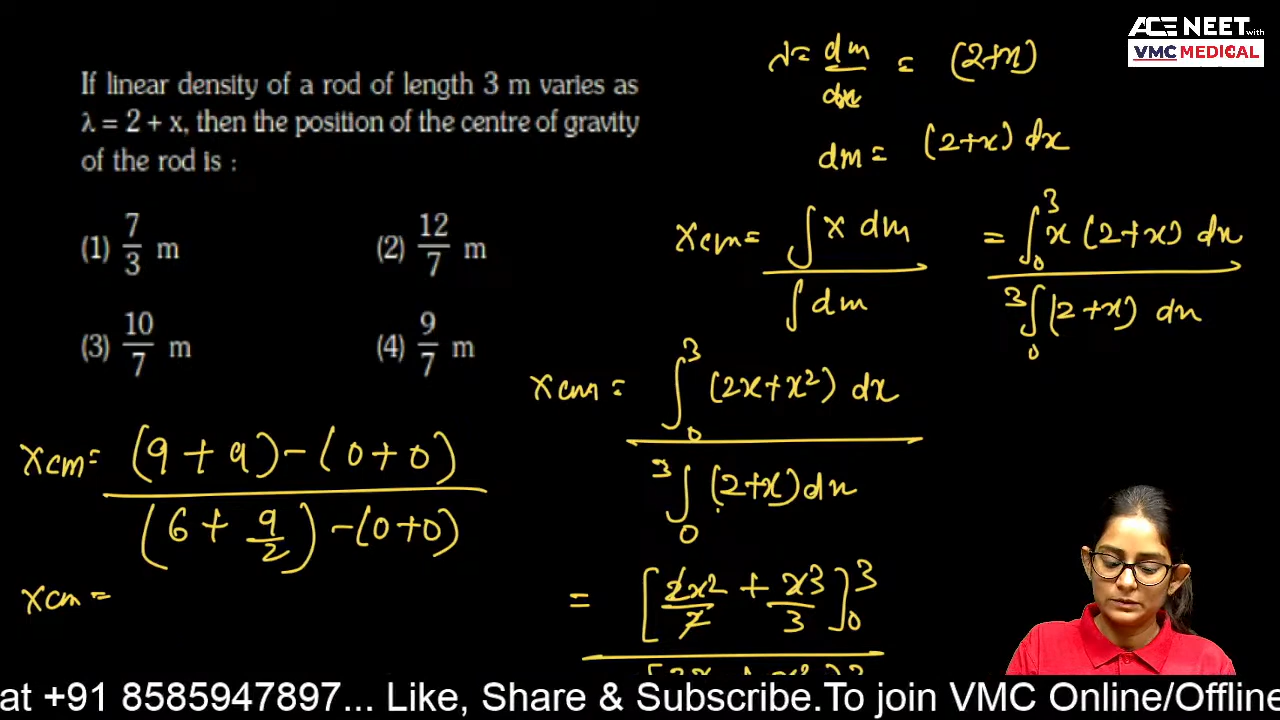 ACE NEET with
VMC MEDICAL
If linear density of a rod of length 3 m varies as
λ = 2 + x, then the position of the centre of gravity
of the rod is :
(1) 7/3 m
(2) 12/7 m
(3) 10/7 m
(4) 9/7 m
λ = dm/dx = (2+x)
dm = (2+x) dx
xcm = ∫ x dm / ∫ dm = ∫₀³ x (2+x) dx / ∫₀³ (2+x) dx
xcm = ∫₀³ (2x+x²) dx / ∫₀³ (2+x) dx
= [2x²/2 + x³/3]₀³
xcm = (9 + 9) - (0 + 0) / (6 + 9/2) - (0+0)
xcm =
at +91 8585947897... Like, Share & Subscribe.To join VMC Online/Offline